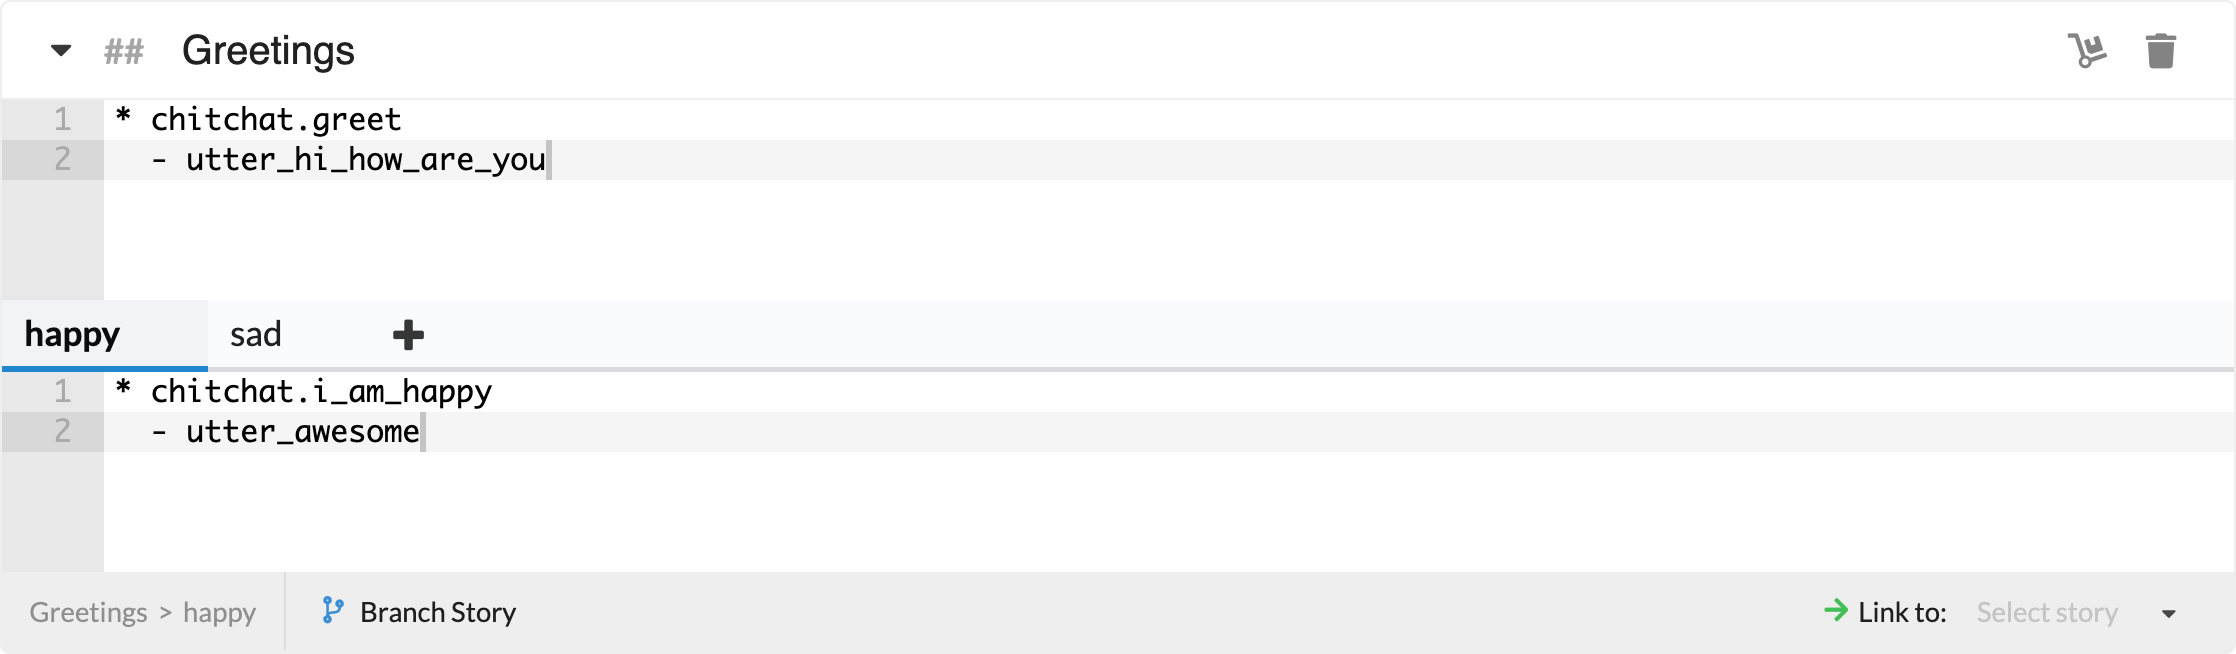 ## Greetings
1 * chitchat.greet
2 - utter_hi_how_are_you
happy sad
1 * chitchat.i_am_happy
2 - utter_awesome
Greetings > happy Branch Story Link to: Select story